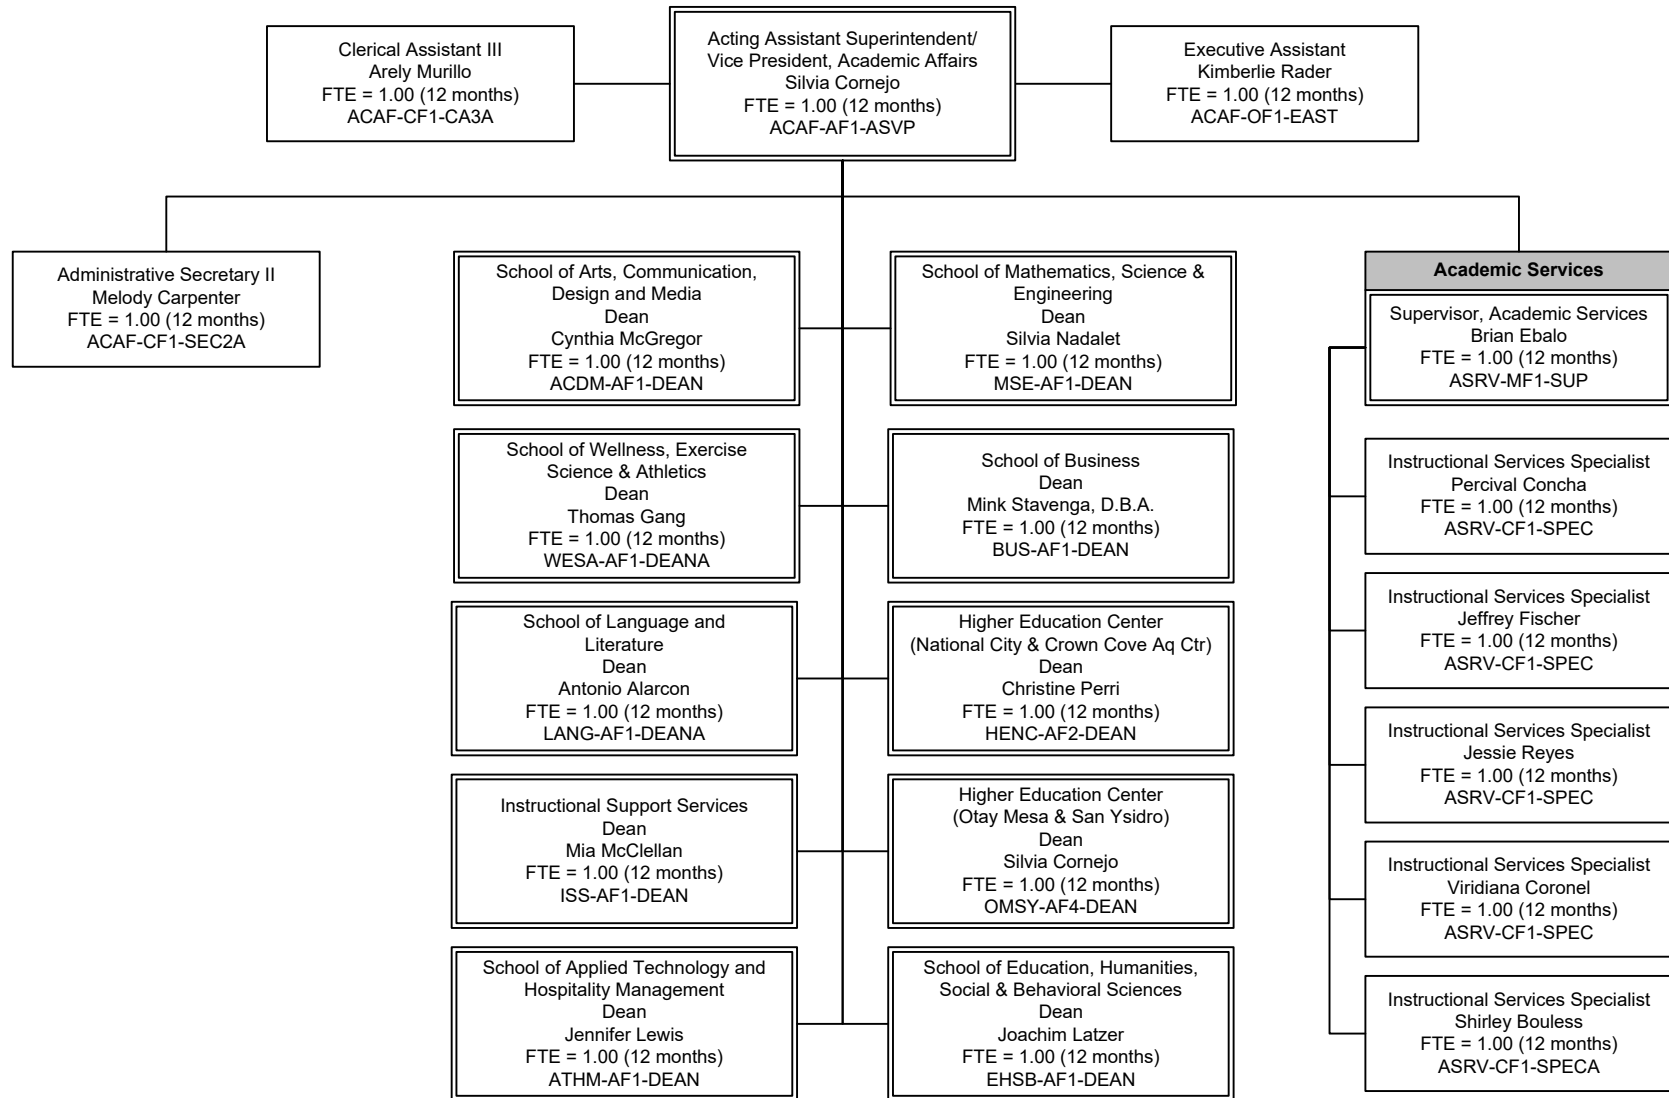 Clerical Assistant III
Arely Murillo
FTE = 1.00 (12 months)
ACAF-CF1-CA3A
Acting Assistant Superintendent/
Vice President, Academic Affairs
Silvia Cornejo
FTE = 1.00 (12 months)
ACAF-AF1-ASVP
Executive Assistant
Kimberlie Rader
FTE = 1.00 (12 months)
ACAF-OF1-EAST
Administrative Secretary II
Melody Carpenter
FTE = 1.00 (12 months)
ACAF-CF1-SEC2A
School of Arts, Communication,
Design and Media
Dean
Cynthia McGregor
FTE = 1.00 (12 months)
ACDM-AF1-DEAN
School of Mathematics, Science &
Engineering
Dean
Silvia Nadalet
FTE = 1.00 (12 months)
MSE-AF1-DEAN
School of Wellness, Exercise
Science & Athletics
Dean
Thomas Gang
FTE = 1.00 (12 months)
WESA-AF1-DEANA
School of Business
Dean
Mink Stavenga, D.B.A.
FTE = 1.00 (12 months)
BUS-AF1-DEAN
School of Language and
Literature
Dean
Antonio Alarcon
FTE = 1.00 (12 months)
LANG-AF1-DEANA
Higher Education Center
(National City & Crown Cove Aq Ctr)
Dean
Christine Perri
FTE = 1.00 (12 months)
HENC-AF2-DEAN
Instructional Support Services
Dean
Mia McClellan
FTE = 1.00 (12 months)
ISS-AF1-DEAN
Higher Education Center
(Otay Mesa & San Ysidro)
Dean
Silvia Cornejo
FTE = 1.00 (12 months)
OMSY-AF4-DEAN
School of Applied Technology and
Hospitality Management
Dean
Jennifer Lewis
FTE = 1.00 (12 months)
ATHM-AF1-DEAN
School of Education, Humanities,
Social & Behavioral Sciences
Dean
Joachim Latzer
FTE = 1.00 (12 months)
EHSB-AF1-DEAN
Academic Services
Supervisor, Academic Services
Brian Ebalo
FTE = 1.00 (12 months)
ASRV-MF1-SUP
Instructional Services Specialist
Percival Concha
FTE = 1.00 (12 months)
ASRV-CF1-SPEC
Instructional Services Specialist
Jeffrey Fischer
FTE = 1.00 (12 months)
ASRV-CF1-SPEC
Instructional Services Specialist
Jessie Reyes
FTE = 1.00 (12 months)
ASRV-CF1-SPEC
Instructional Services Specialist
Viridiana Coronel
FTE = 1.00 (12 months)
ASRV-CF1-SPEC
Instructional Services Specialist
Shirley Bouless
FTE = 1.00 (12 months)
ASRV-CF1-SPECA